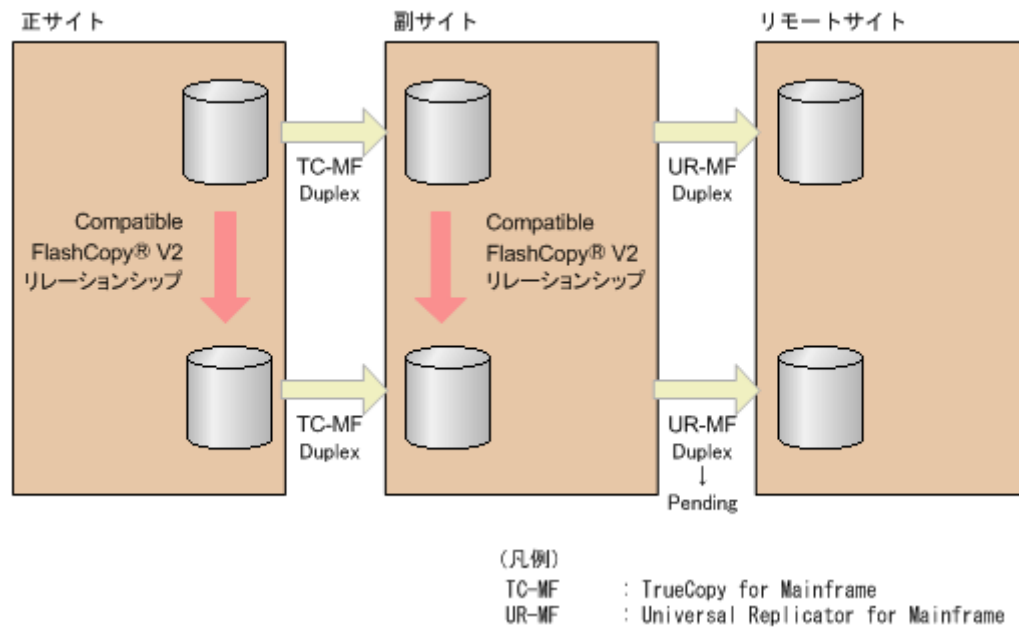 正サイト
副サイト
リモートサイト
TC-MF
Duplex
UR-MF
Duplex
Compatible
FlashCopy® V2
リレーションシップ
Compatible
FlashCopy® V2
リレーションシップ
TC-MF
Duplex
UR-MF
Duplex
↓
Pending
(凡例)
TC-MF : TrueCopy for Mainframe
UR-MF : Universal Replicator for Mainframe